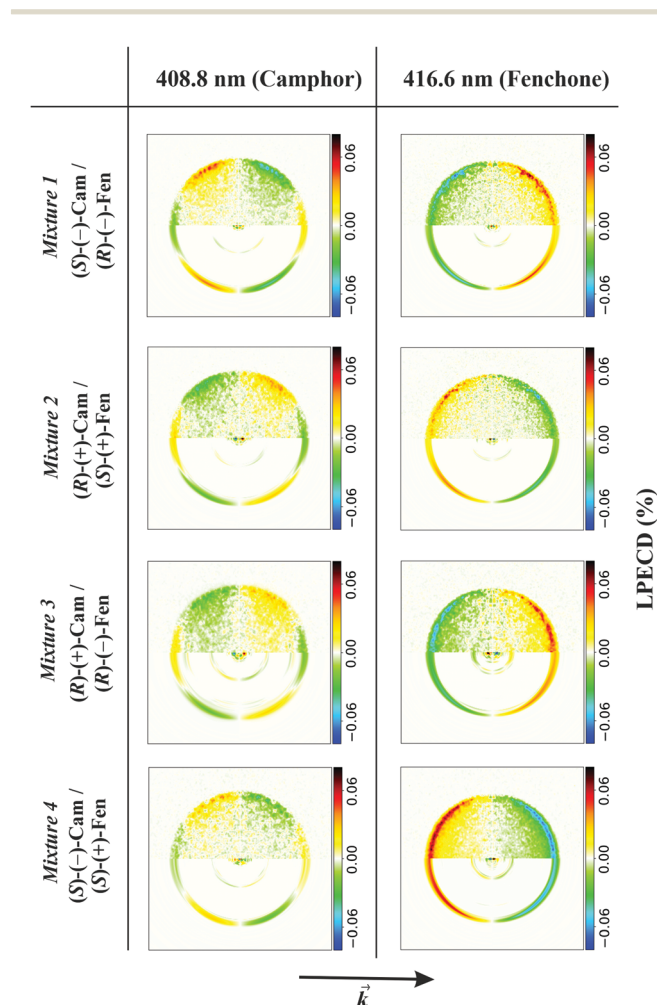 408.8 nm (Camphor) 416.6 nm (Fenchone)
Mixture 1
(S)-(−)-Cam /
(R)-(−)-Fen
0.06
0.00
−0.06
0.06
0.00
−0.06
Mixture 2
(R)-(+)-Cam /
(S)-(+)-Fen
0.06
0.00
−0.06
0.06
0.00
−0.06
Mixture 3
(R)-(+)-Cam /
(R)-(−)-Fen
0.06
0.00
−0.06
0.06
0.00
−0.06
Mixture 4
(S)-(−)-Cam /
(S)-(+)-Fen
0.06
0.00
−0.06
0.06
0.00
−0.06
LPECD (%)
k⃗